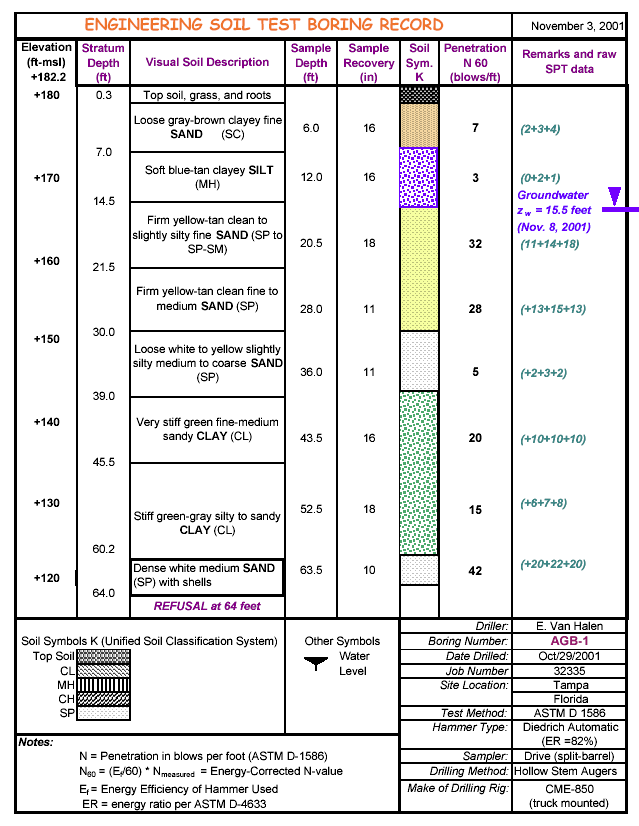 ENGINEERING SOIL TEST BORING RECORD
November 3, 2001
Elevation (ft-msl) +182.2
Stratum Depth (ft)
Visual Soil Description
Sample Depth (ft)
Sample Recovery (in)
Soil Sym. K
Penetration N 60 (blows/ft)
Remarks and raw SPT data
+180 0.3 Top soil, grass, and roots
Loose gray-brown clayey fine
SAND (SC)
6.0 16 7 (2+3+4)
7.0
+170 Soft blue-tan clayey SILT
(MH)
12.0 16 3 (0+2+1)
Groundwater
z w = 15.5 feet
(Nov. 8, 2001)
14.5
Firm yellow-tan clean to
slightly silty fine SAND (SP to
SP-SM)
20.5 18 32 (11+14+18)
+160 21.5
Firm yellow-tan clean fine to
medium SAND (SP)
28.0 11 28 (+13+15+13)
+150 30.0
Loose white to yellow slightly
silty medium to coarse SAND
(SP)
36.0 11 5 (+2+3+2)
39.0
+140 Very stiff green fine-medium
sandy CLAY (CL)
43.5 16 20 (+10+10+10)
45.5
+130
Stiff green-gray silty to sandy
CLAY (CL)
52.5 18 15 (+6+7+8)
60.2
+120 Dense white medium SAND
(SP) with shells
63.5 10 42 (+20+22+20)
64.0
REFUSAL at 64 feet
Soil Symbols K (Unified Soil Classification System)
Top Soil
CL
MH
CH
SP
Other Symbols
Water
Level
Driller: E. Van Halen
Boring Number: AGB-1
Date Drilled: Oct/29/2001
Job Number 32335
Site Location: Tampa
Florida
Test Method: ASTM D 1586
Hammer Type: Diedrich Automatic
(ER =82%)
Sampler: Drive (split-barrel)
Drilling Method: Hollow Stem Augers
Make of Drilling Rig: CME-850
(truck mounted)
Notes:
N = Penetration in blows per foot (ASTM D-1586)
N60 = (Ef/60) * Nmeasured = Energy-Corrected N-value
Ef = Energy Efficiency of Hammer Used
ER = energy ratio per ASTM D-4633